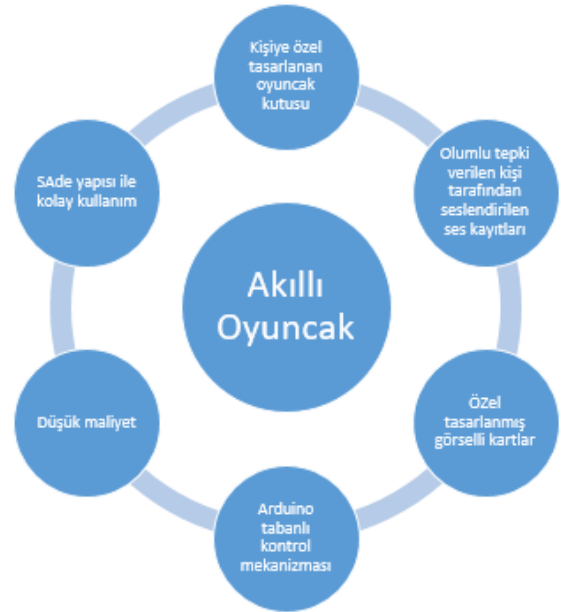 Kişiye özel
tasarlanan
oyuncak
kutusu
Olumlu tepki
verilen kişi
tarafından
seslendirilen
ses kayıtları
ÖZel
tasarlanmış
görselli kartlar
Arduino
tabanlı
kontrol
mekanizması
Düşük maliyet
SAde yapısı ile
kolay kullanım
Akıllı
Oyuncak